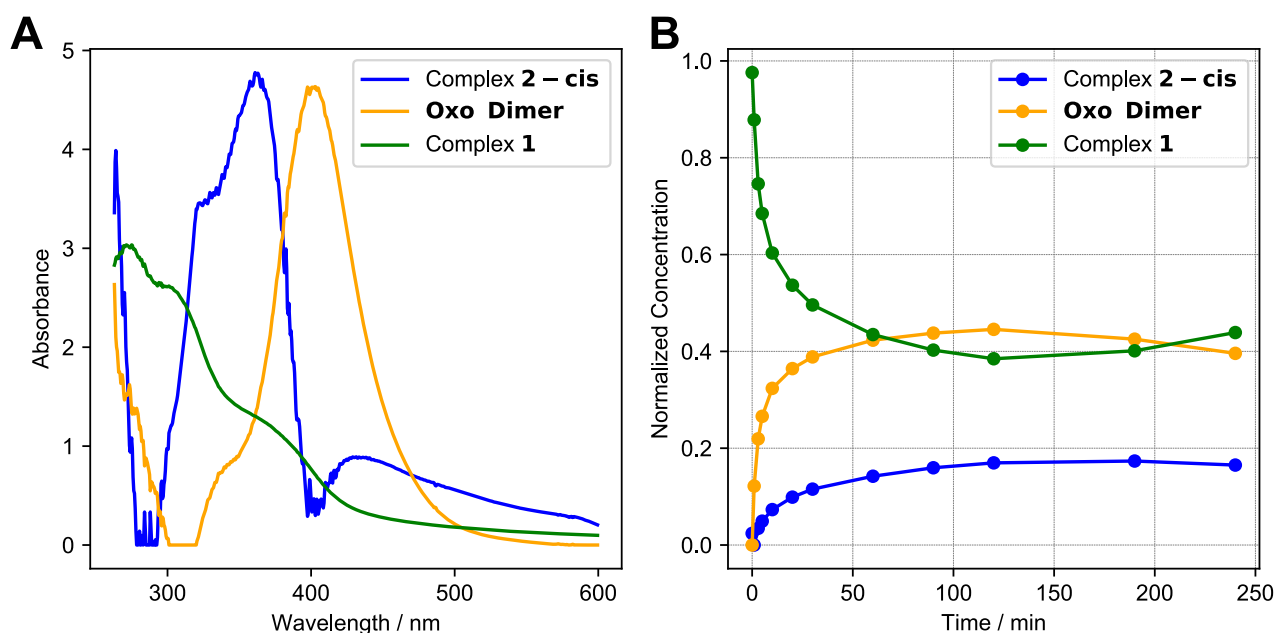 A
5
4
3
2
1
0
Absorbance
300
400
500
600
Wavelength / nm
Complex 2 − cis
Oxo Dimer
Complex 1
B
1.0
0.8
0.6
0.4
0.2
0.0
Normalized Concentration
0
50
100
150
200
250
Time / min
Complex 2 − cis
Oxo Dimer
Complex 1